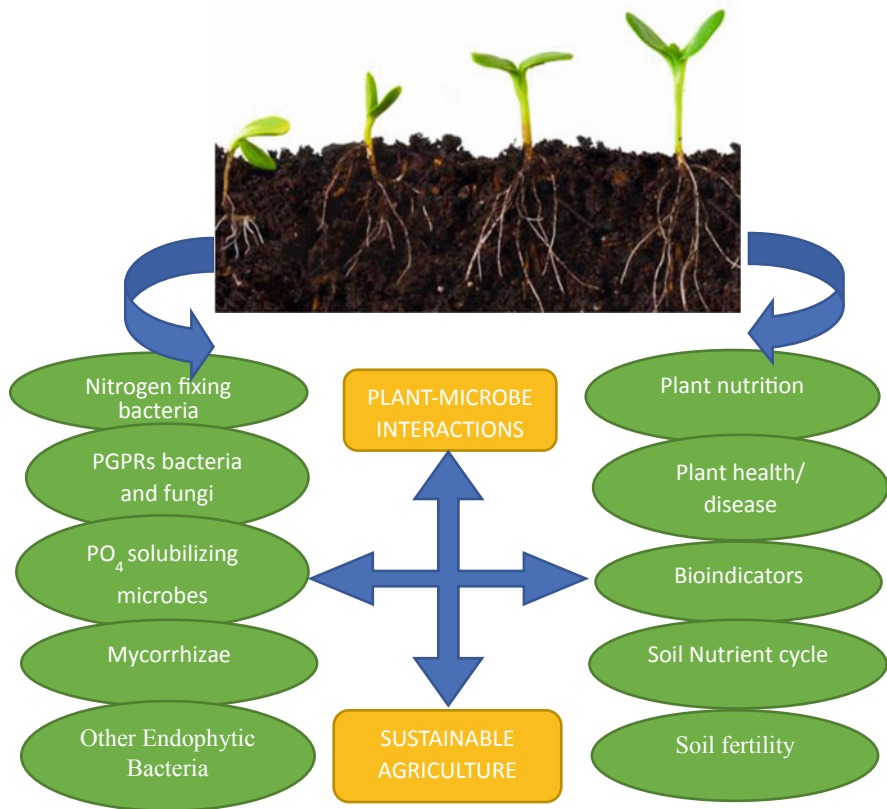 Nitrogen fixing
bacteria
PGPRs bacteria
and fungi
PO₄ solubilizing
microbes
Mycorrhizae
Other Endophytic
Bacteria
PLANT-MICROBE
INTERACTIONS
SUSTAINABLE
AGRICULTURE
Plant nutrition
Plant health/
disease
Bioindicators
Soil Nutrient cycle
Soil fertility